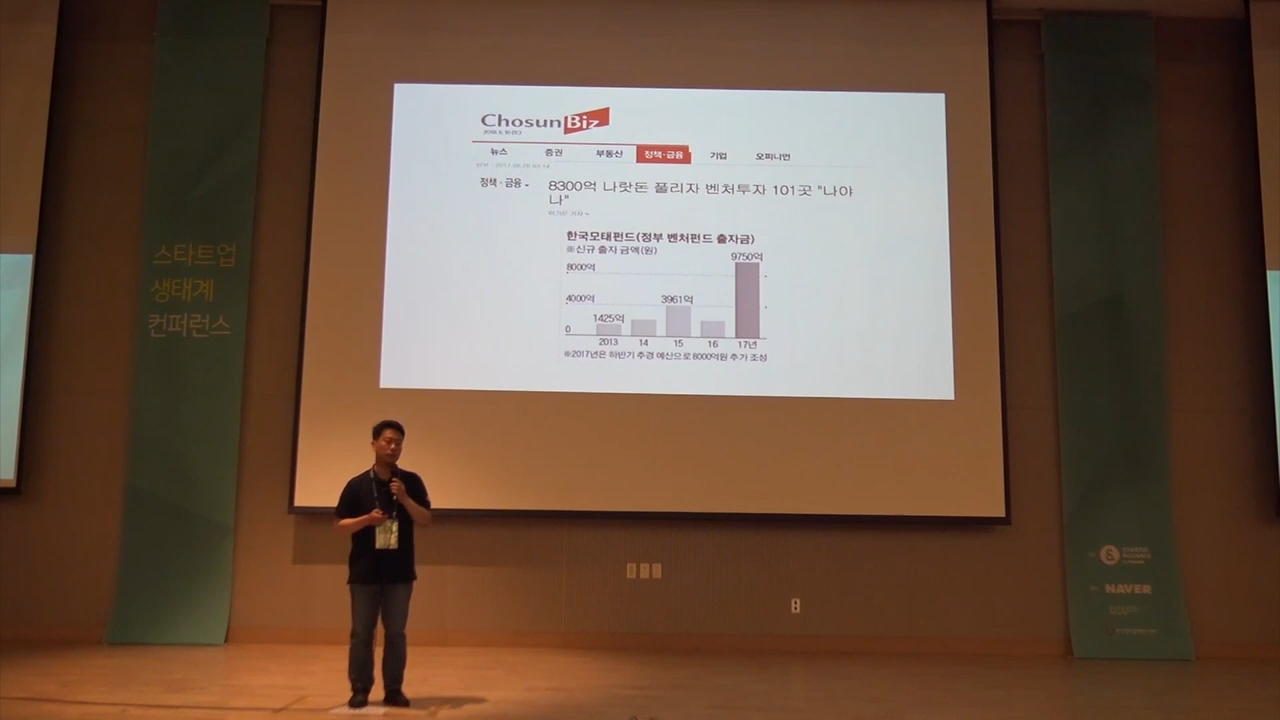 Chosun Biz
뉴스 증권 부동산 정책·금융 기업 오피니언
정책·금융
8300억 나랏돈 풀리자 벤처투자 101곳 "나야
나"
한국모태펀드(정부 벤처펀드 출자금)
※신규 출자 금액(원)
9750억
8000억
4000억
3961억
1425억
0
2013 14 15 16 17년
※2017년은 하반기 추경 예산으로 8000억원 추가 조성
스타트업
생태계
컨퍼런스
STARTUP
ALLIANCE
NAVER